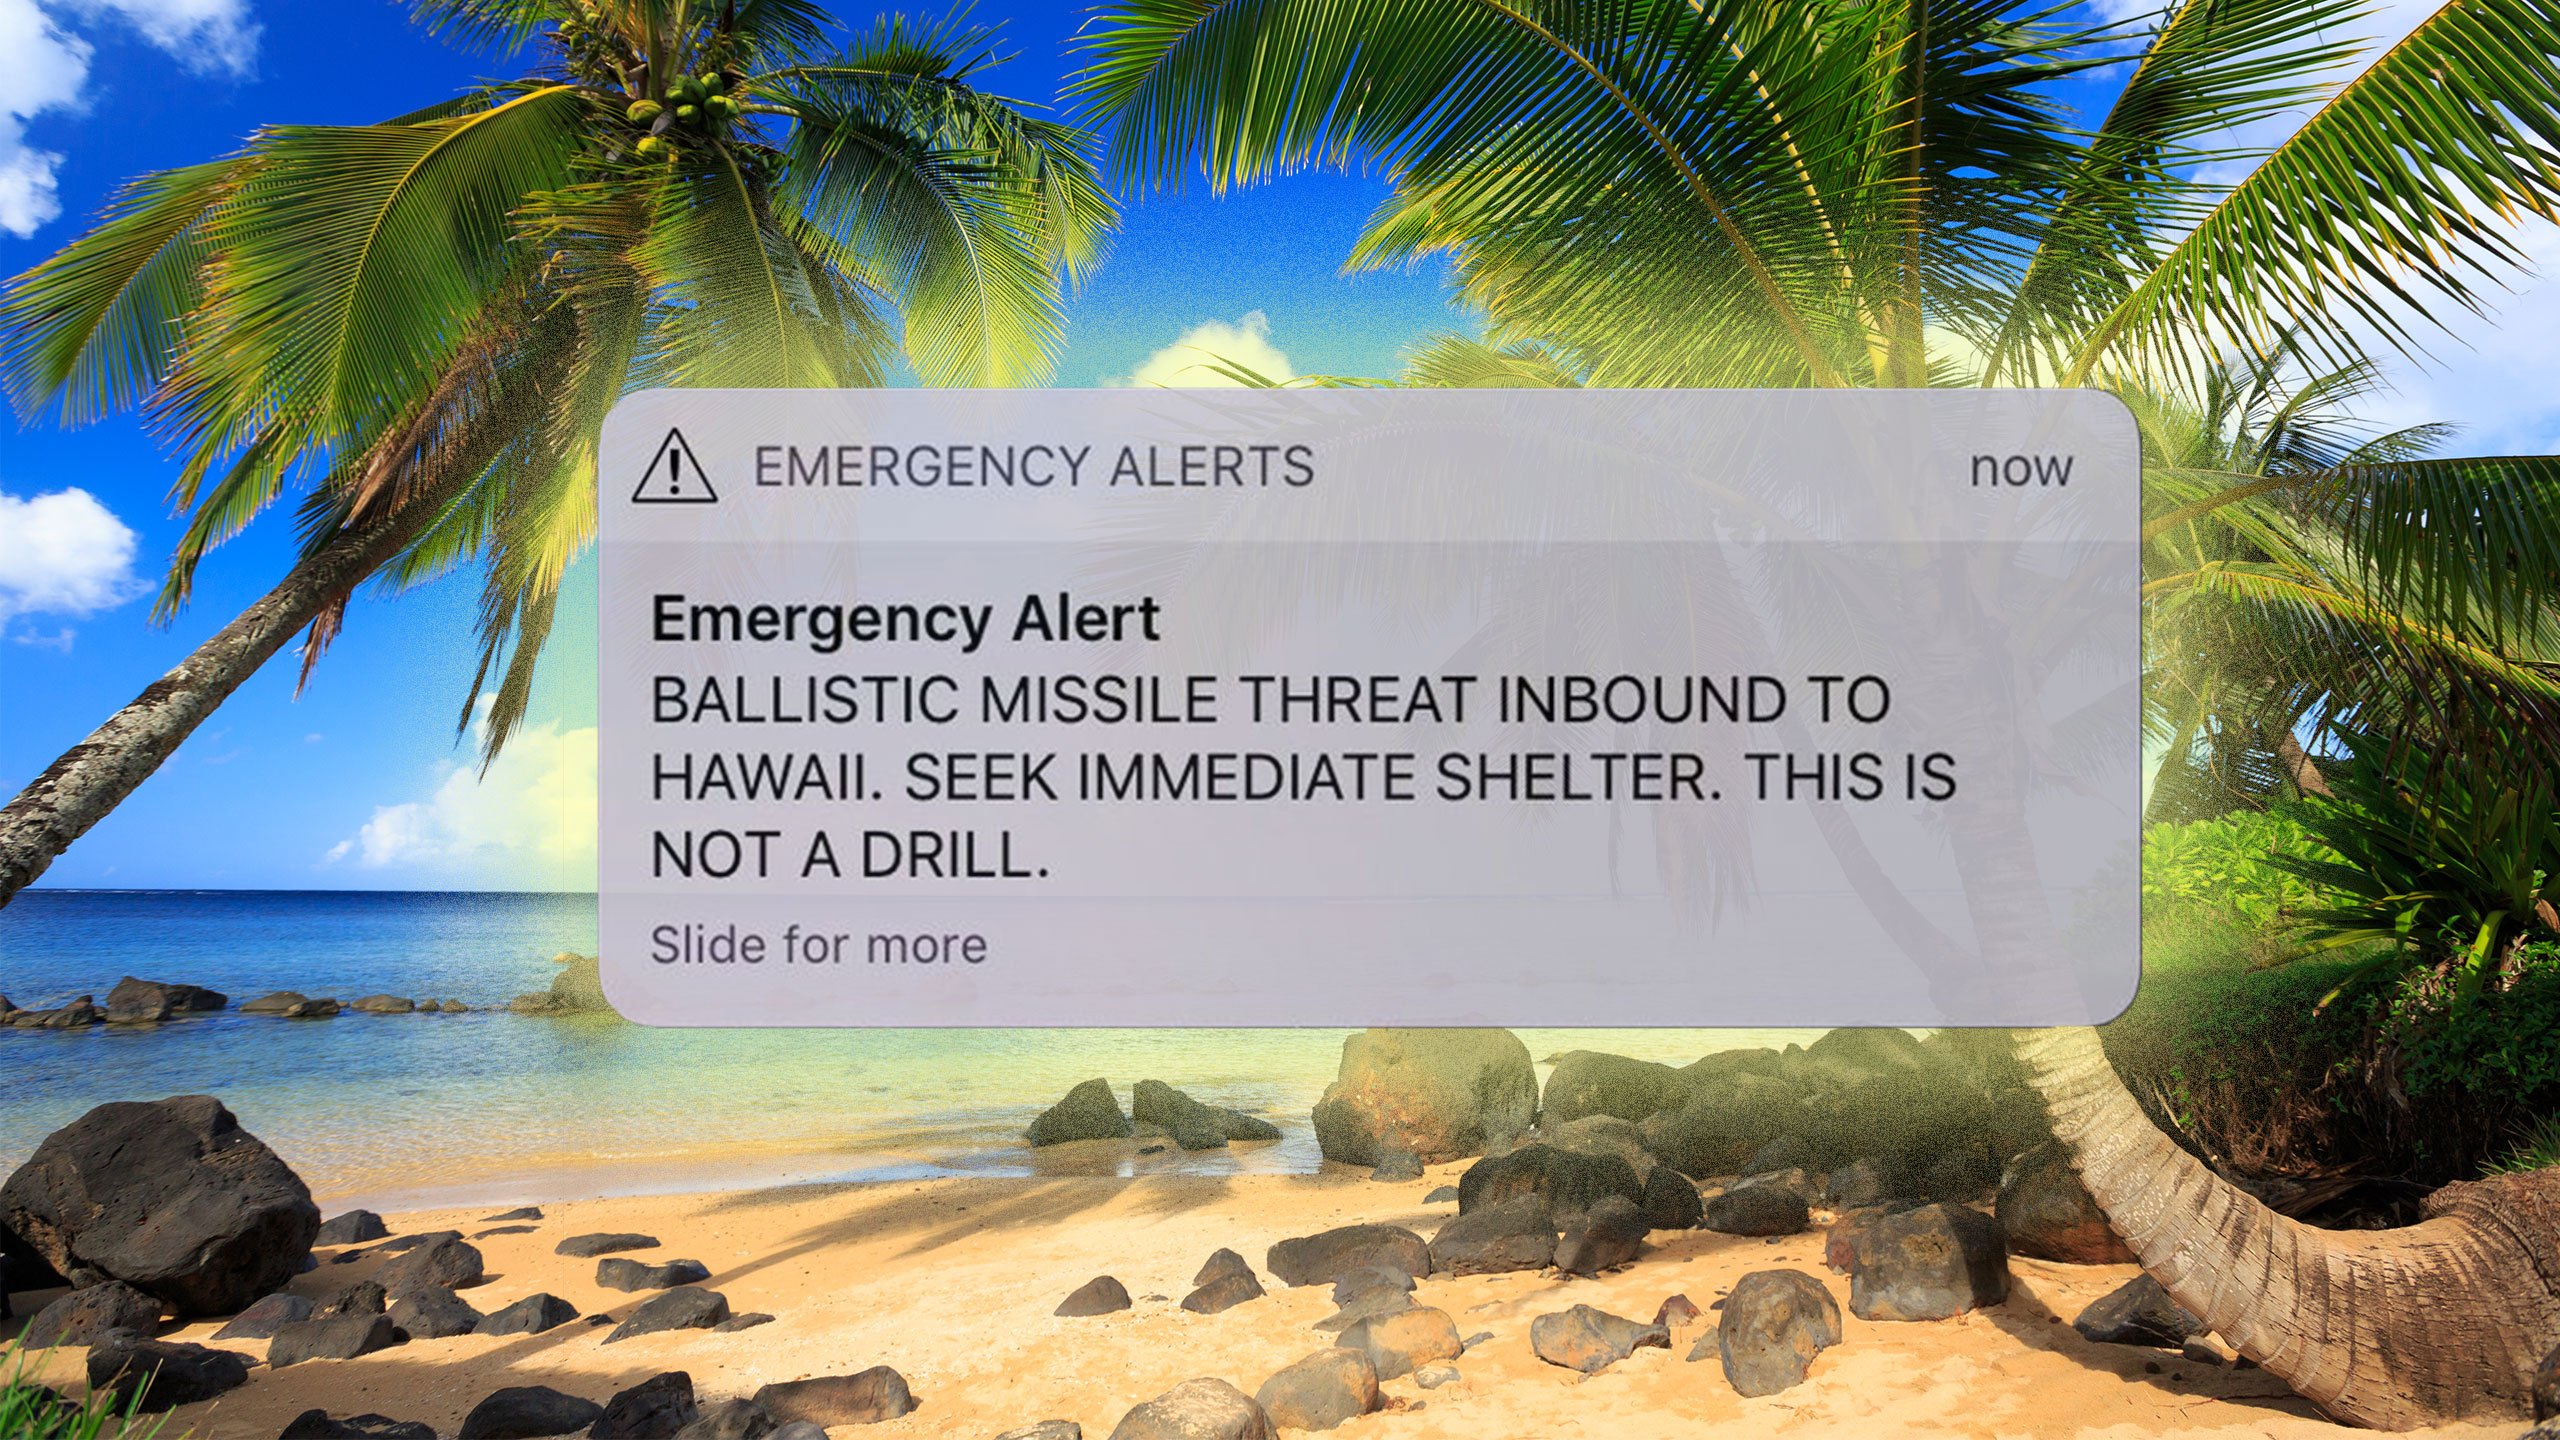 EMERGENCY ALERTS
now
Emergency Alert
BALLISTIC MISSILE THREAT INBOUND TO
HAWAII. SEEK IMMEDIATE SHELTER. THIS IS
NOT A DRILL.
Slide for more